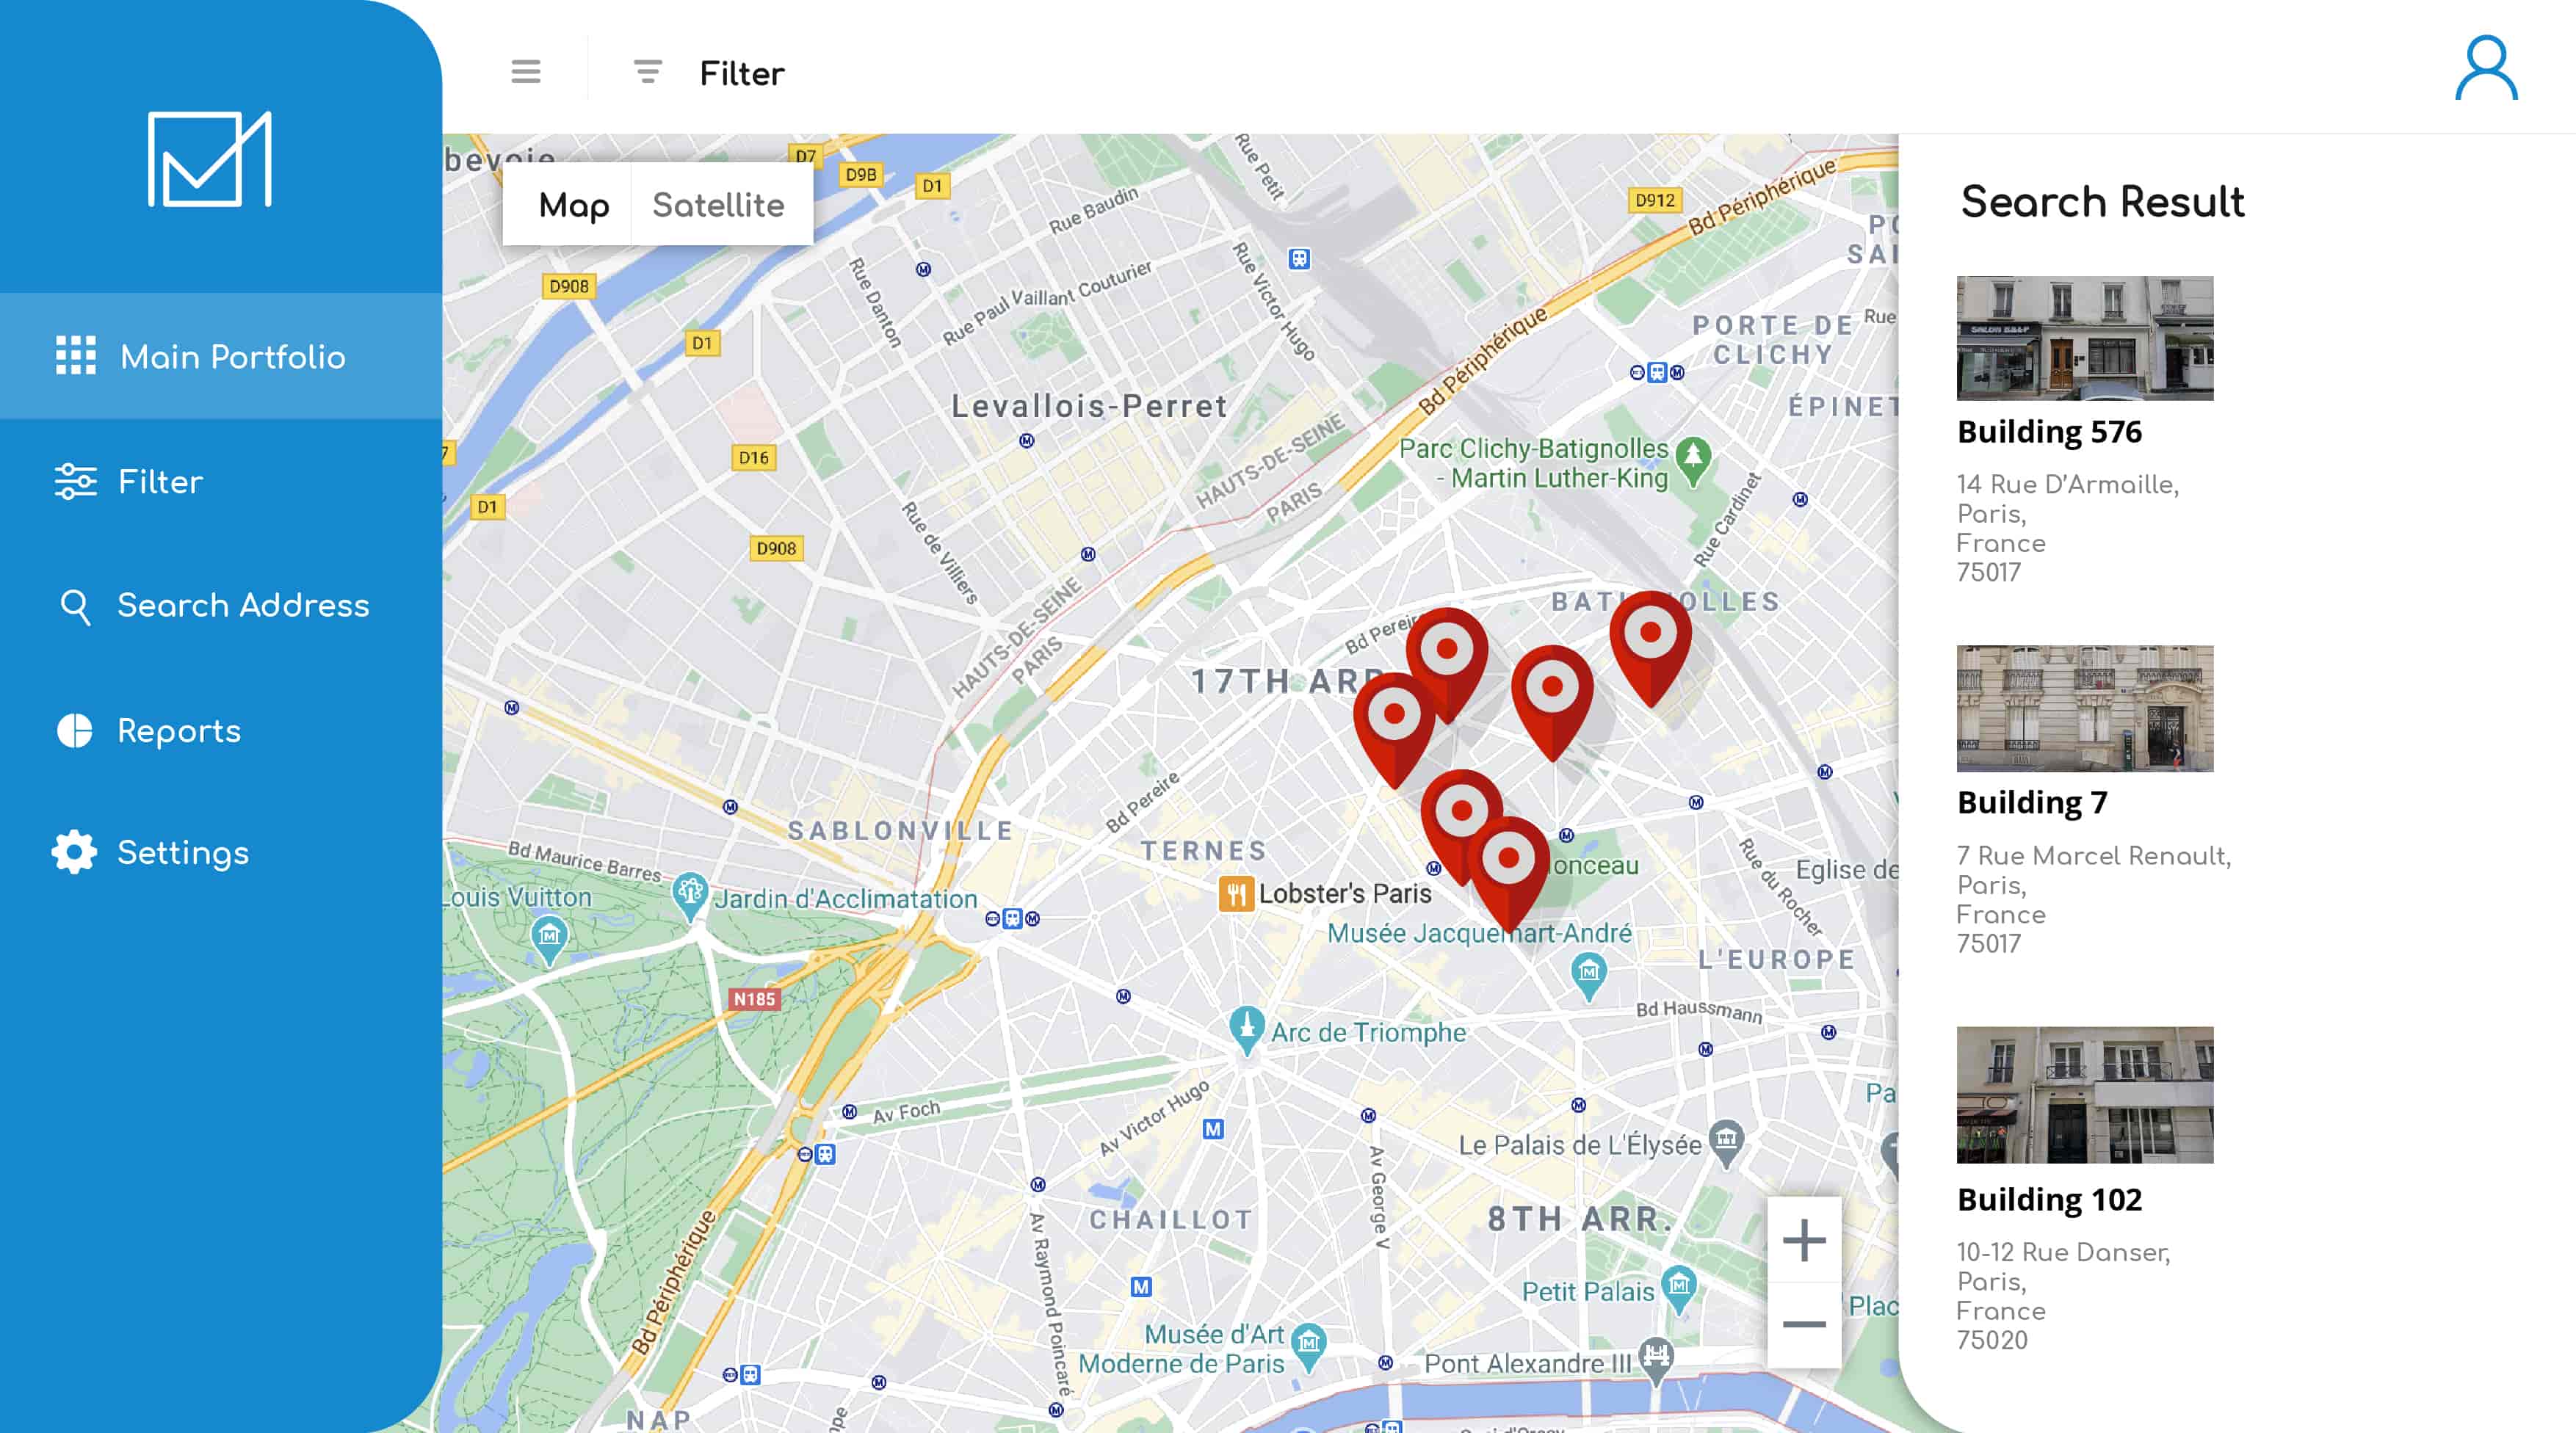 Filter
Main Portfolio
Filter
Search Address
Reports
Settings
Map
Satellite
D7
D9B
D1
D912
D908
D1
D16
D1
D908
N185
Rue Petit
Rue Baudin
Bd Périphérique
Rue Danton
Rue Paul Vaillant Couturier
Rue Victor Hugo
Bd Périphérique
PORTE DE
CLICHY
Rue
Levallois-Perret
HAUTS-DE-SEINE
PARIS
Parc Clichy-Batignolles
- Martin Luther-King
Rue Cardinet
Rue de Villiers
HAUTS-DE-SEINE
PARIS
17TH ARR
Bd Pereire
SABLONVILLE
TERNES
Bd Maurice Barres
Louis Vuitton
Jardin d'Acclimatation
Lobster's Paris
Musée Jacquemart-André
Rue du Rocher
Eglise de
L'EUROPE
Bd Haussmann
Arc de Triomphe
Av Foch
Av Victor Hugo
Le Palais de L'Élysée
Av George V
CHAILLOT
8TH ARR.
Av Raymond Poincaré
Bd Périphérique
Petit Palais
Musée d'Art
Moderne de Paris
Pont Alexandre III
Search Result
SALON
Building 576
14 Rue D'Armaille,
Paris,
France
75017
Building 7
7 Rue Marcel Renault,
Paris,
France
75017
Building 102
10-12 Rue Danser,
Paris,
France
75020